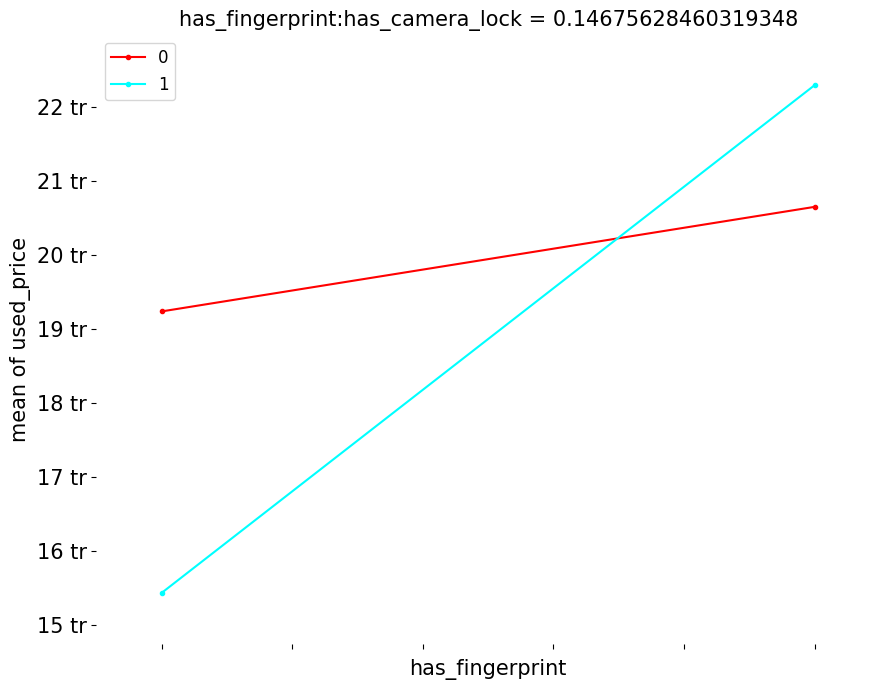 has_fingerprint:has_camera_lock = 0.14675628460319348
0
1
22 tr
21 tr
20 tr
19 tr
18 tr
17 tr
16 tr
15 tr
mean of used_price
has_fingerprint